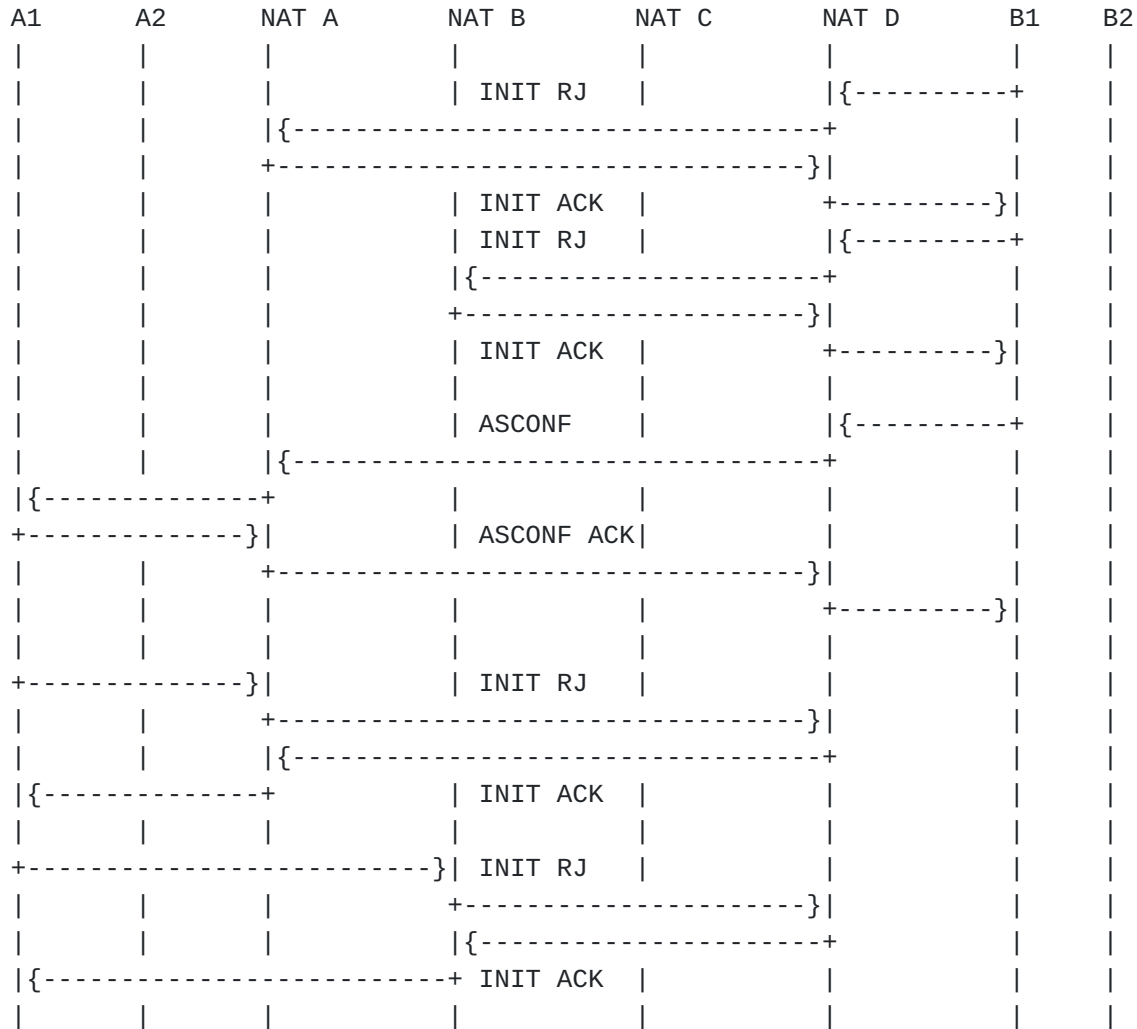 A1 A2 NAT A NAT B NAT C NAT D B1 B2
INIT RJ
INIT ACK
INIT RJ
INIT ACK
ASCONF
ASCONF ACK
INIT RJ
INIT ACK
INIT RJ
INIT ACK